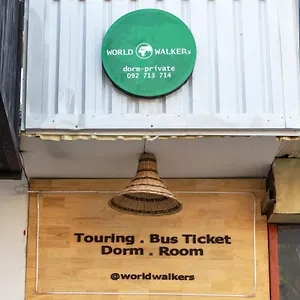 WORLD WALKERs
dorm-private
092 713 714
Touring . Bus Ticket
Dorm . Room
@worldwalkers